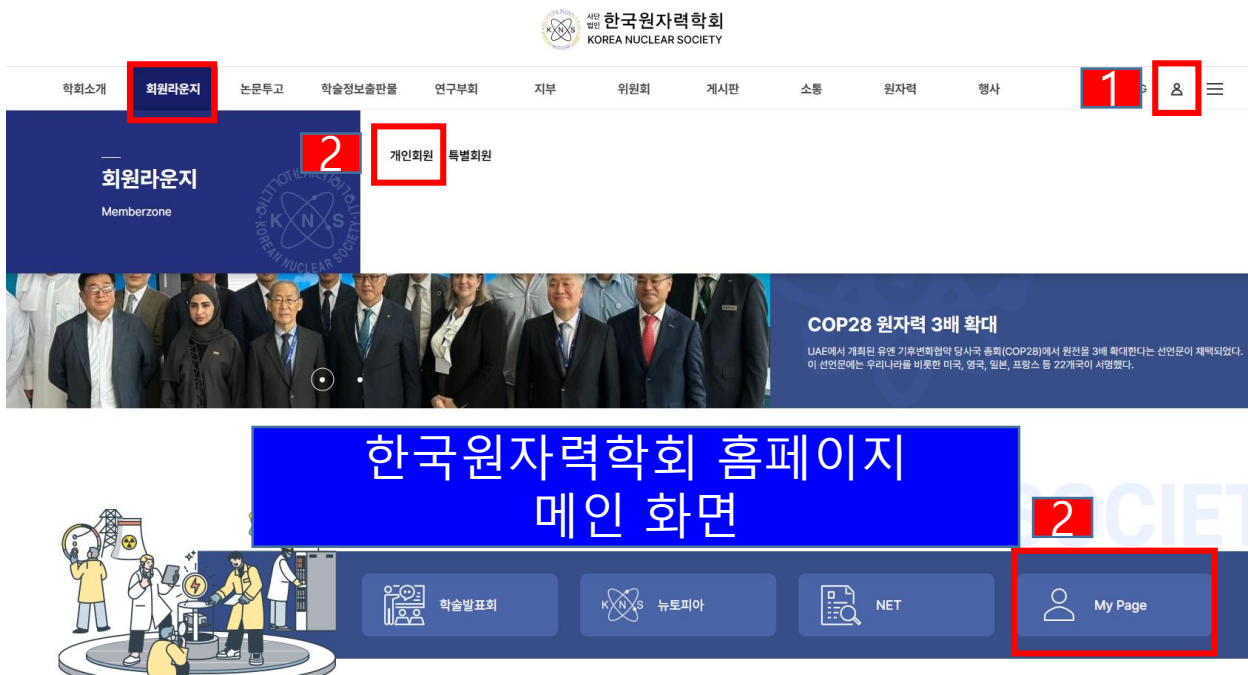 사단
법인 한국원자력학회
KOREA NUCLEAR SOCIETY
학회소개 회원라운지 논문투고 학술정보출판물 연구부회 지부 위원회 게시판 소통 원자력 행사 1 G
2 개인회원 특별회원
회원라운지
Memberzone
KOREAN NUCLEAR SOCIETY
KNS
COP28 원자력 3배 확대
UAE에서 개최된 유엔 기후변화협약 당사국 총회(COP28)에서 원전을 3배 확대한다는 선언문이 채택되었다.
이 선언문에는 우리나라를 비롯한 미국, 영국, 일본, 프랑스 등 22개국이 서명했다.
한국원자력학회 홈페이지
메인 화면
SOCIET
2
학술발표회 KNS 뉴토피아 NET My Page